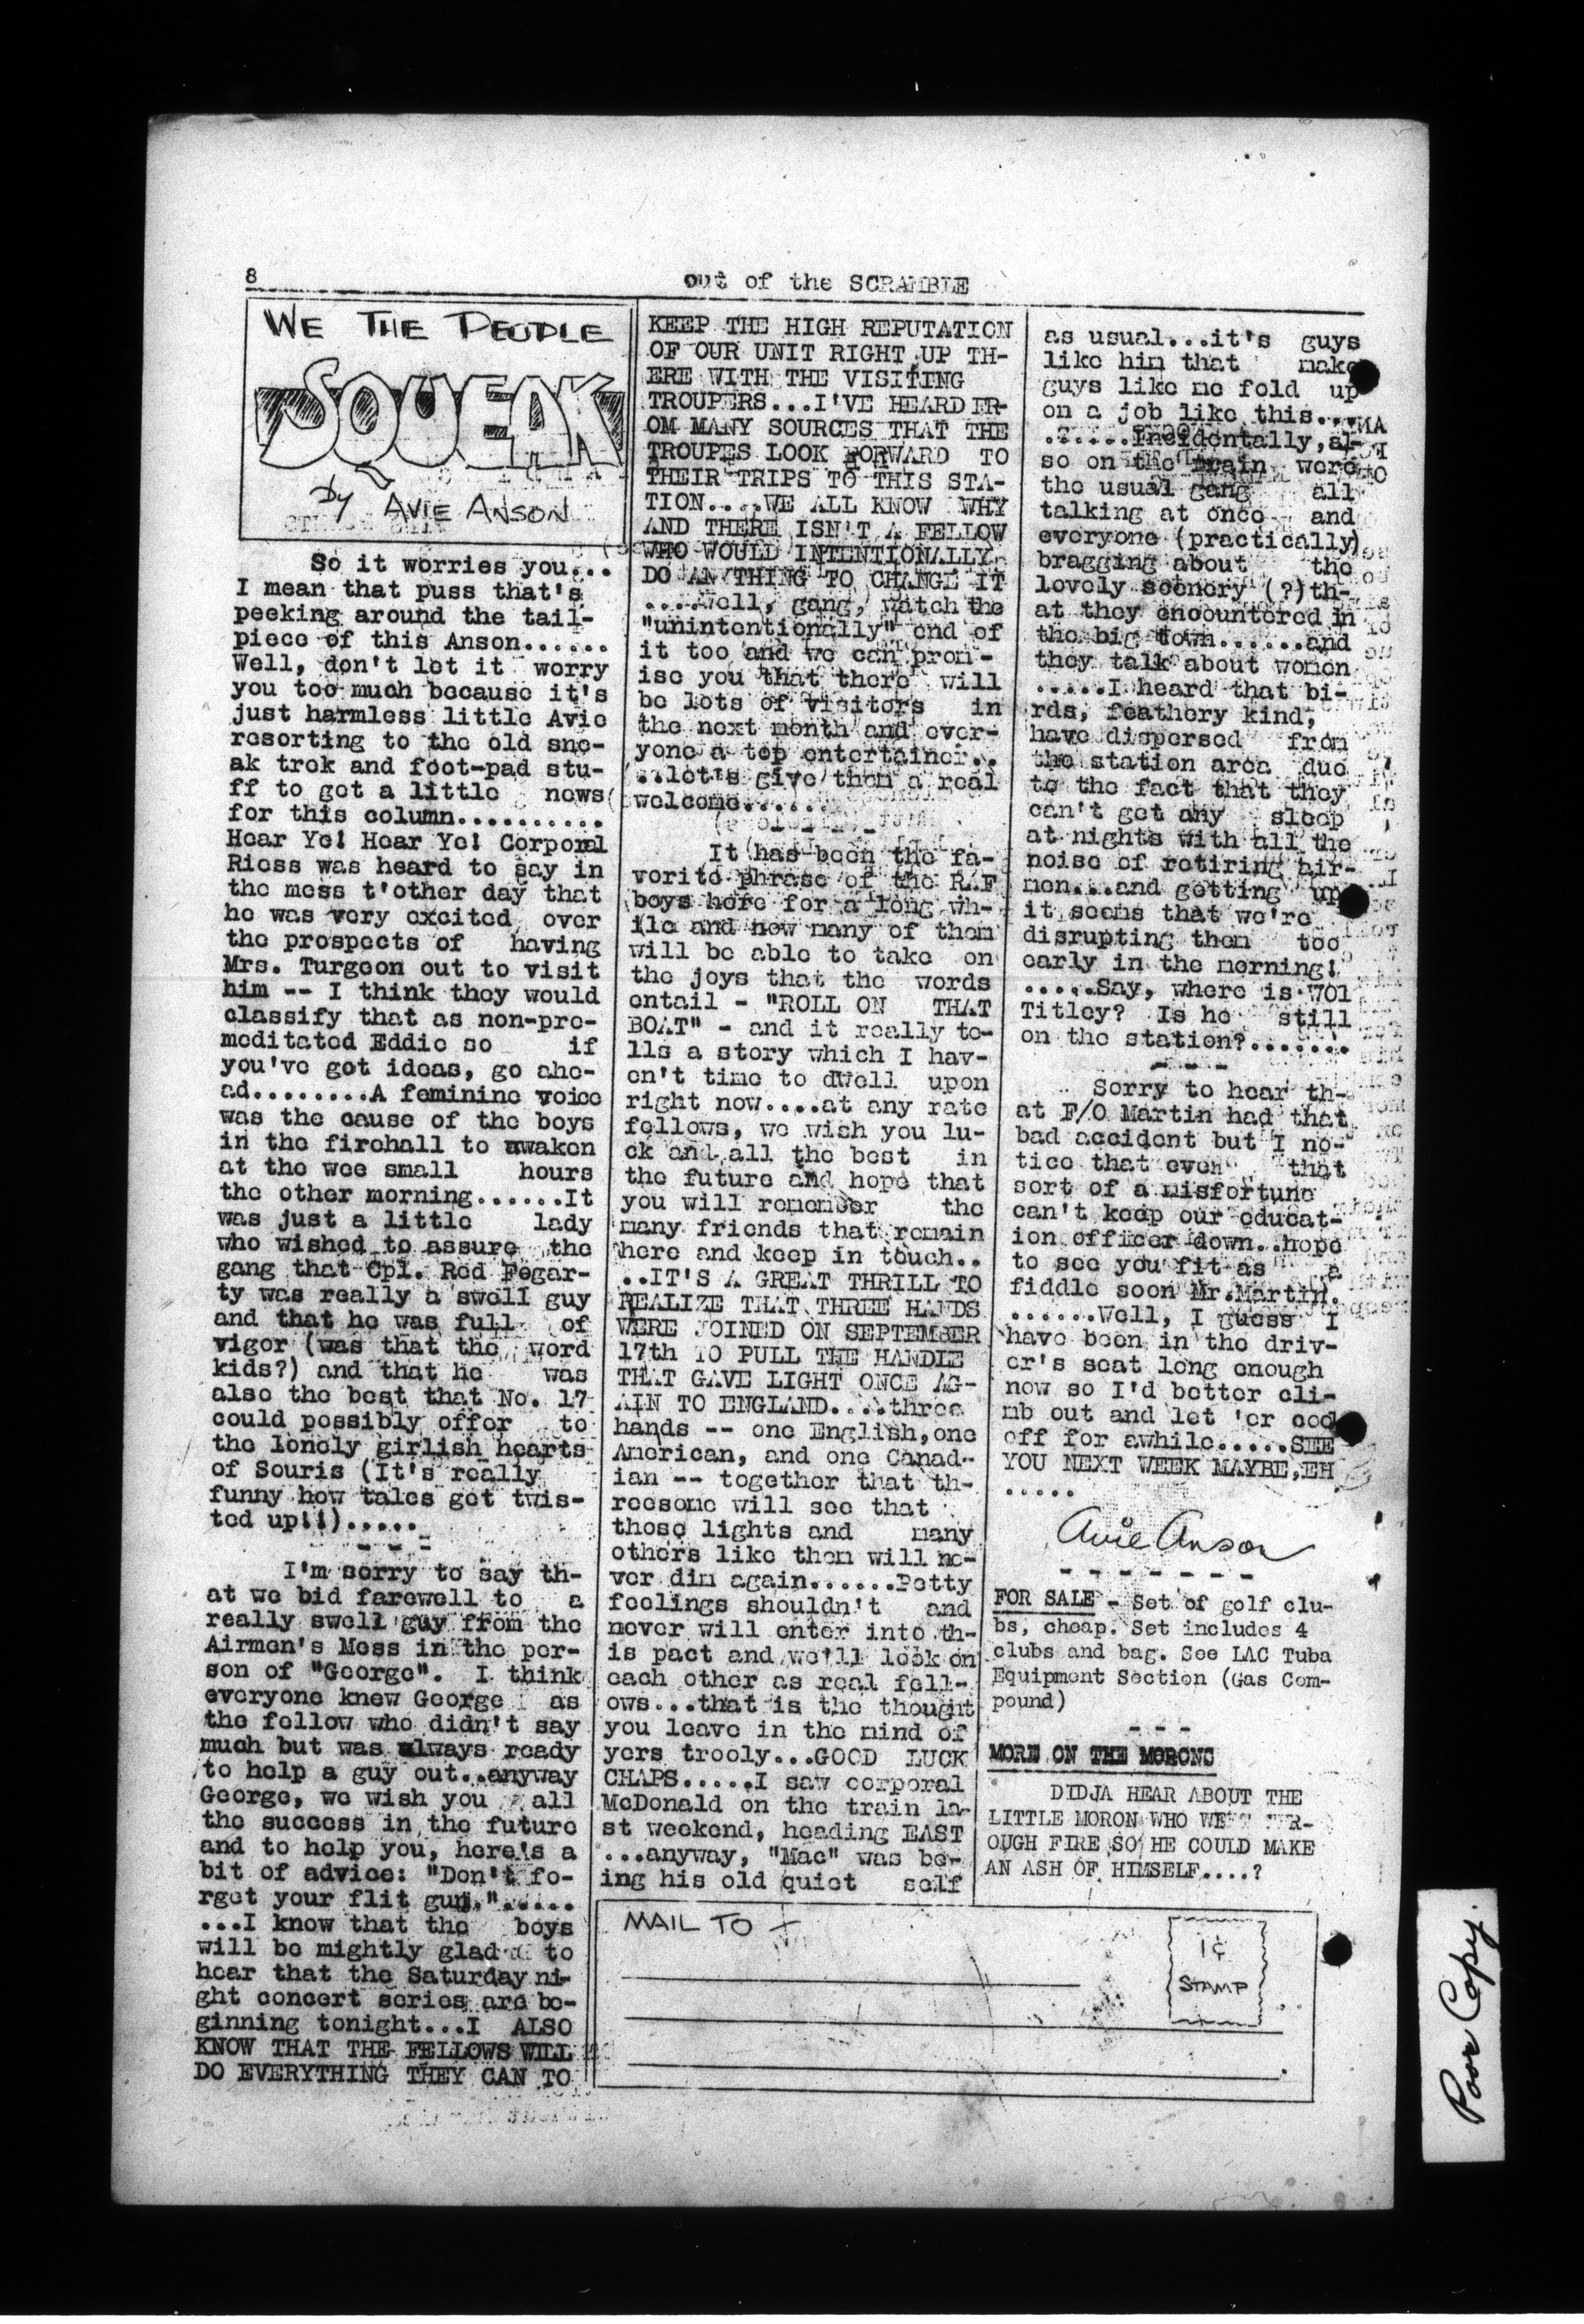 8
out of the SCRAMBLE
WE THE PEOPLE
SQUEAK
by AVIE ANSON
So it worries you...
I mean that puss that's
peeking around the tail-
piece of this Anson......
Well, don't let it worry
you too much because it's
just harmless little Avie
resorting to the old sne-
ak trek and foot-pad stu-
ff to get a little news
for this column..........
Hear Ye! Hear Ye! Corporal
Riess was heard to say in
the mess t'other day that
he was very excited over
the prospects of having
Mrs. Turgeon out to visit
him -- I think they would
classify that as non-pre-
meditated Eddie so if
you've got ideas, go ahe-
ad........A feminine voice
was the cause of the boys
in the firehall to awaken
at the wee small hours
the other morning......It
was just a little lady
who wished to assure the
gang that Cpl. Red Fegar-
ty was really a swell guy
and that he was full of
vigor (was that the word
kids?) and that he was
also the best that No. 17
could possibly offer to
the lonely girlish hearts
of Souris (It's really
funny how tales get twis-
ted up!!).....
- - -
I'm sorry to say th-
at we bid farewell to a
really swell guy from the
Airmen's Mess in the per-
son of "George". I think
everyone knew George as
the fellow who didn't say
much but was always ready
to help a guy out..anyway
George, we wish you all
the success in the future
and to help you, here's a
bit of advice: "Don't fo-
rget your flit gun,"......
...I know that the boys
will be mightly glad to
hear that the Saturday ni-
ght concert series are be-
ginning tonight...I ALSO
KNOW THAT THE FELLOWS WILL
DO EVERYTHING THEY CAN TO
KEEP THE HIGH REPUTATION
OF OUR UNIT RIGHT UP TH-
ERE WITH THE VISITING
TROUPERS...I'VE HEARD FR-
OM MANY SOURCES THAT THE
TROUPES LOOK FORWARD TO
THEIR TRIPS TO THIS STA-
TION....WE ALL KNOW WHY
AND THERE ISN'T A FELLOW
WHO WOULD INTENTIONALLY
DO ANYTHING TO CHANGE IT
....Well, gang, watch the
"unintentionally" end of
it too and we can prom-
ise you that there will
be lots of visitors in
the next month and ever-
yone a top entertainer..
..let's give them a real
welcome......
It has been the fa-
vorite phrase of the RAF
boys here for a long wh-
ile and now many of them
will be able to take on
the joys that the words
entail - "ROLL ON THAT
BOAT" - and it really te-
lls a story which I hav-
en't time to dwell upon
right now....at any rate
fellows, we wish you lu-
ck and all the best in
the future and hope that
you will remember the
many friends that remain
here and keep in touch..
..IT'S A GREAT THRILL TO
REALIZE THAT THREE HANDS
WERE JOINED ON SEPTEMBER
17th TO PULL THE HANDLE
THAT GAVE LIGHT ONCE AG-
AIN TO ENGLAND....three
hands -- one English,one
American, and one Canad-
ian -- together that th-
reesome will see that
those lights and many
others like them will ne-
ver dim again......Petty
feelings shouldn't and
never will enter into th-
is pact and we'll look on
each other as real fell-
ows...that is the thought
you leave in the mind of
yers trooly...GOOD LUCK
CHAPS.....I saw corporal
McDonald on the train la-
st weekend, heading EAST
...anyway, "Mac" was be-
ing his old quiet self
as usual...it's guys
like him that make
guys like me fold up
on a job like this...
......Incidentally,al-
so on the train were
the usual gang all
talking at once and
everyone (practically)
bragging about the
lovely scenery (?)th-
at they encountered in
the big town......and
they talk about women
.....I heard that bi-
rds, feathery kind,
have dispersed from
the station area due
to the fact that they
can't get any sleep
at nights with all the
noise of retiring air-
men...and getting up
it seems that we're
disrupting them too
early in the morning!
.....Say, where is WO1
Titley? Is he still
on the station?.......
- - -
Sorry to hear th-
at F/O Martin had that
bad accident but I no-
tice that even that
sort of a misfortune
can't keep our educat-
ion officer down..hope
to see you fit as a
fiddle soon Mr.Martin.
......Well, I guess I
have been in the driv-
er's seat long enough
now so I'd better cli-
mb out and let 'er cool
off for awhile.....SEE
YOU NEXT WEEK MAYBE,EH
.....
Avie Anson
- - - - - - -
FOR SALE - Set of golf clu-
bs, cheap. Set includes 4
clubs and bag. See LAC Tuba
Equipment Section (Gas Com-
pound)
- - -
MORE ON THE MORONS
DIDJA HEAR ABOUT THE
LITTLE MORON WHO WENT THR-
OUGH FIRE SO HE COULD MAKE
AN ASH OF HIMSELF....?
MAIL TO
1¢
STAMP
Poor Copy.